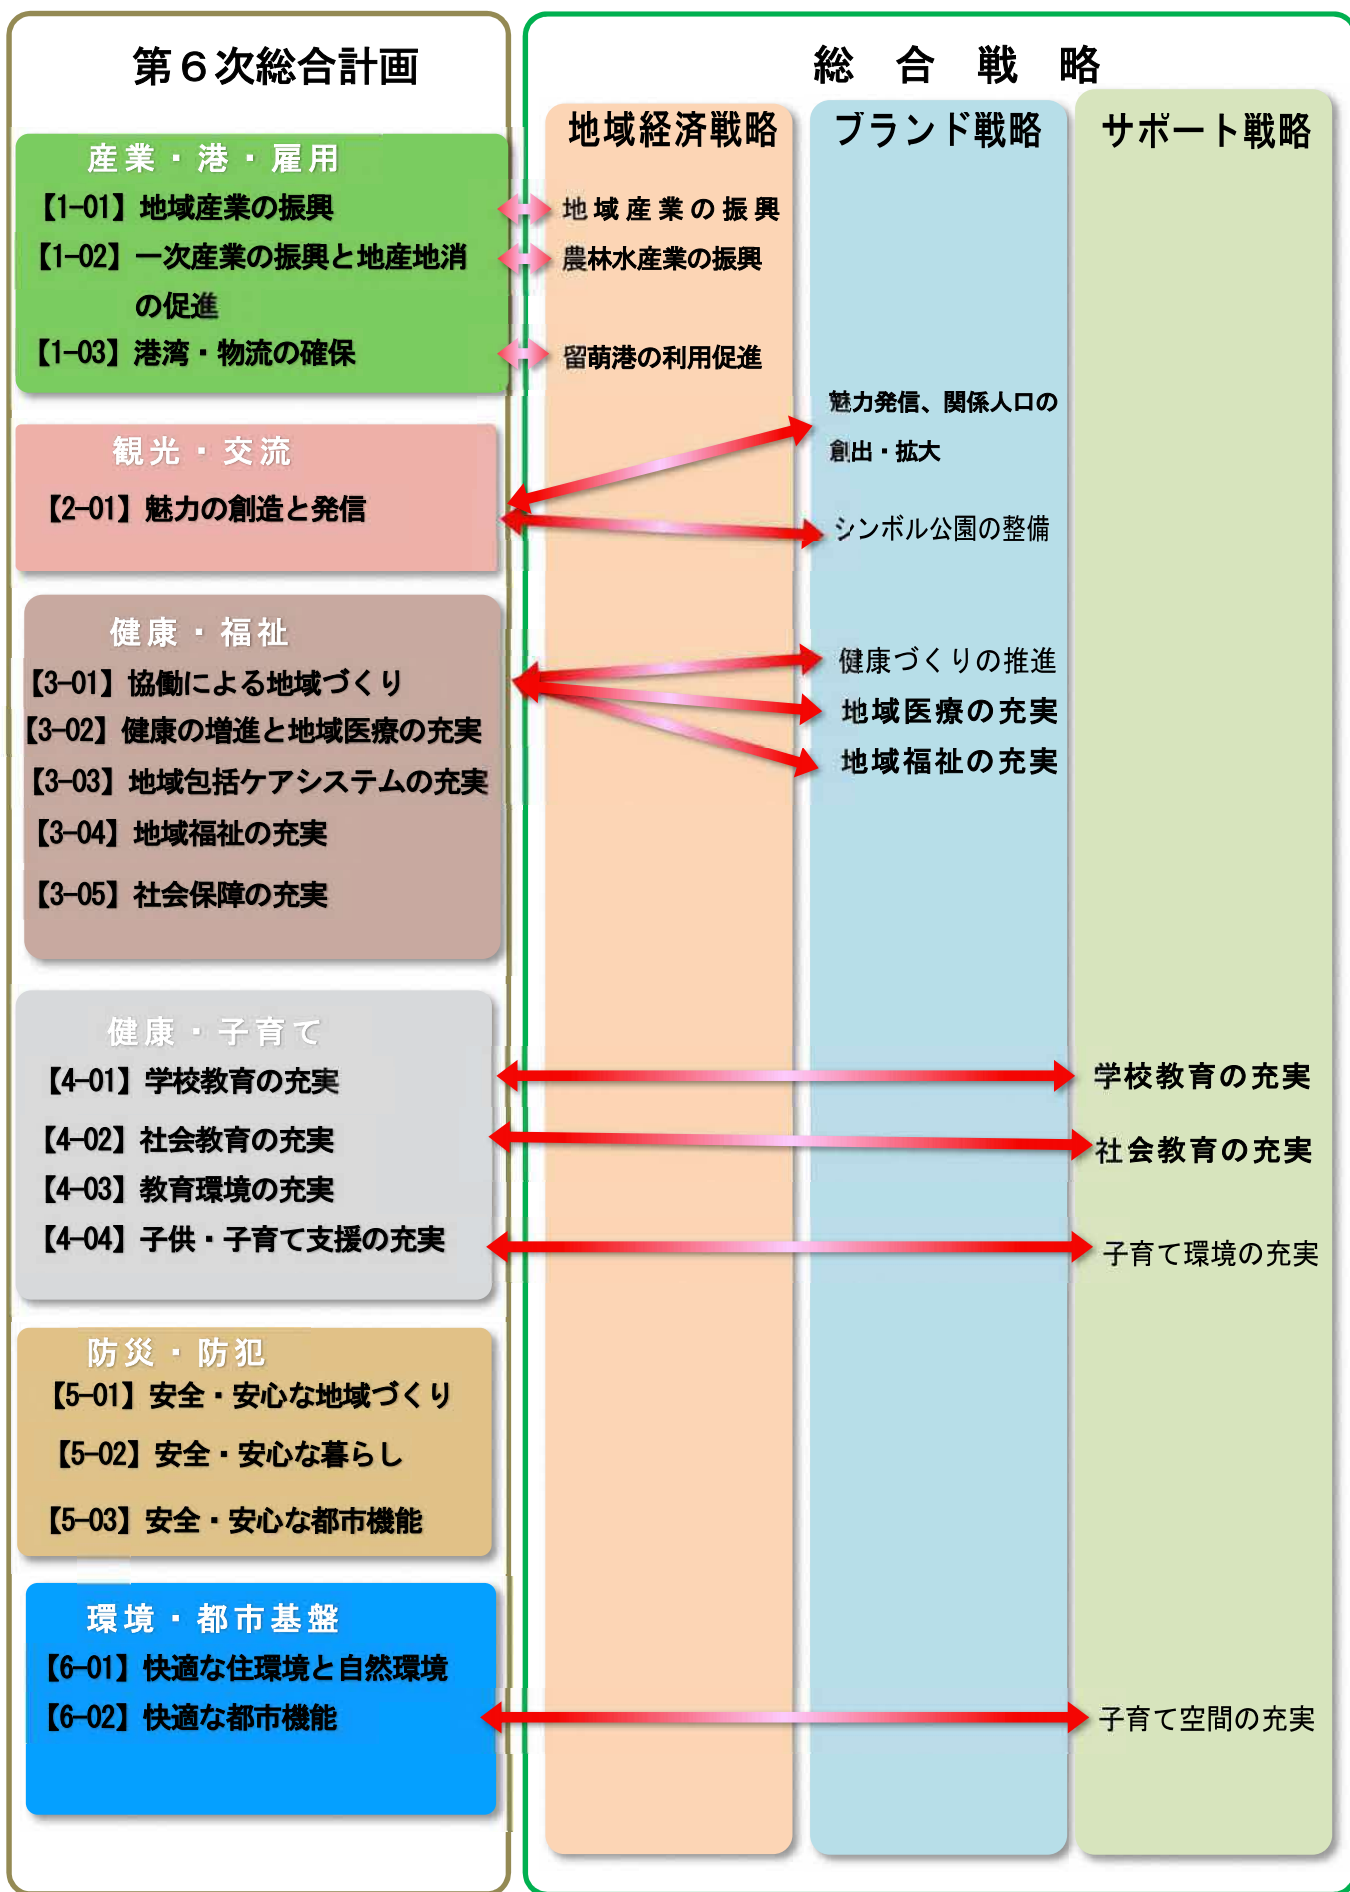 第６次総合計画
産業・港・雇用
【1-01】地域産業の振興
【1-02】一次産業の振興と地産地消
の促進
【1-03】港湾・物流の確保
観光・交流
【2-01】魅力の創造と発信
健康・福祉
【3-01】協働による地域づくり
【3-02】健康の増進と地域医療の充実
【3-03】地域包括ケアシステムの充実
【3-04】地域福祉の充実
【3-05】社会保障の充実
健康・子育て
【4-01】学校教育の充実
【4-02】社会教育の充実
【4-03】教育環境の充実
【4-04】子供・子育て支援の充実
防災・防犯
【5-01】安全・安心な地域づくり
【5-02】安全・安心な暮らし
【5-03】安全・安心な都市機能
環境・都市基盤
【6-01】快適な住環境と自然環境
【6-02】快適な都市機能
総　合　戦　略
地域経済戦略
地域産業の振興
農林水産業の振興
留萌港の利用促進
ブランド戦略
魅力発信、関係人口の
創出・拡大
シンボル公園の整備
健康づくりの推進
地域医療の充実
地域福祉の充実
サポート戦略
学校教育の充実
社会教育の充実
子育て環境の充実
子育て空間の充実